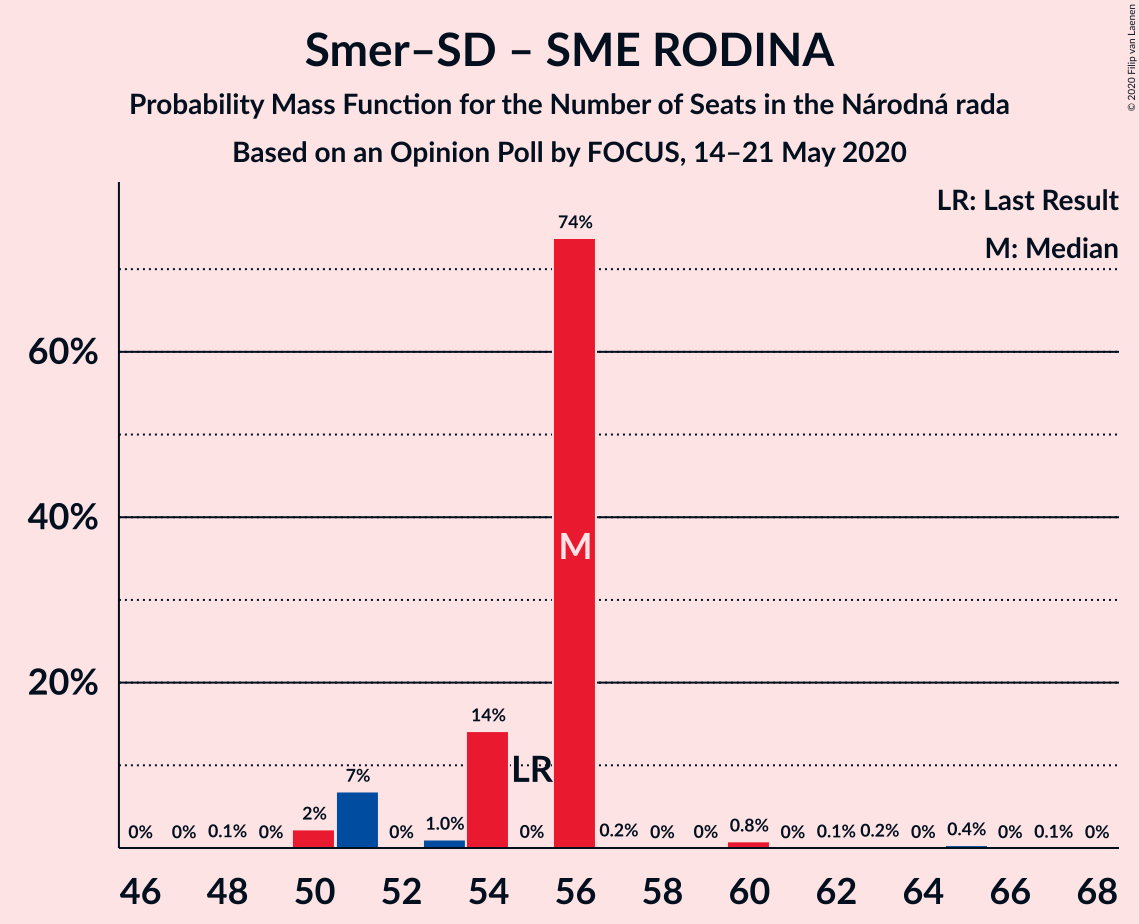 Smer–SD – SME RODINA
Probability Mass Function for the Number of Seats in the Národná rada
Based on an Opinion Poll by FOCUS, 14–21 May 2020
© 2020 Filip van Laenen
LR: Last Result
M: Median
60%
40%
20%
0% 0% 0.1% 0% 2% 7% 0% 1.0% 14% 0% 74% 0.2% 0% 0% 0.8% 0% 0.1% 0.2% 0% 0.4% 0% 0.1% 0%
LR
M
46 48 50 52 54 56 58 60 62 64 66 68